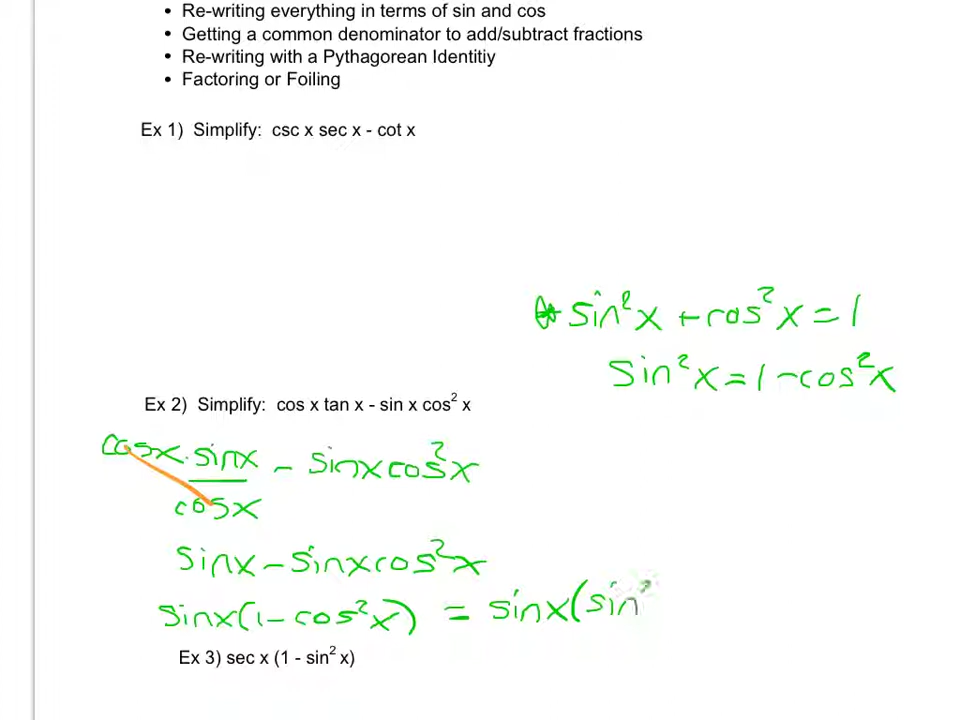 • Re-writing everything in terms of sin and cos
• Getting a common denominator to add/subtract fractions
• Re-writing with a Pythagorean Identitiy
• Factoring or Foiling
Ex 1) Simplify: csc x sec x - cot x
* sin²x + cos²x = 1
sin²x = 1 - cos²x
Ex 2) Simplify: cos x tan x - sin x cos² x
cosx · sinx - sinxcos²x
cosx
sinx - sinxcos²x
sinx(1 - cos²x) = sinx(sin²
Ex 3) sec x (1 - sin² x)